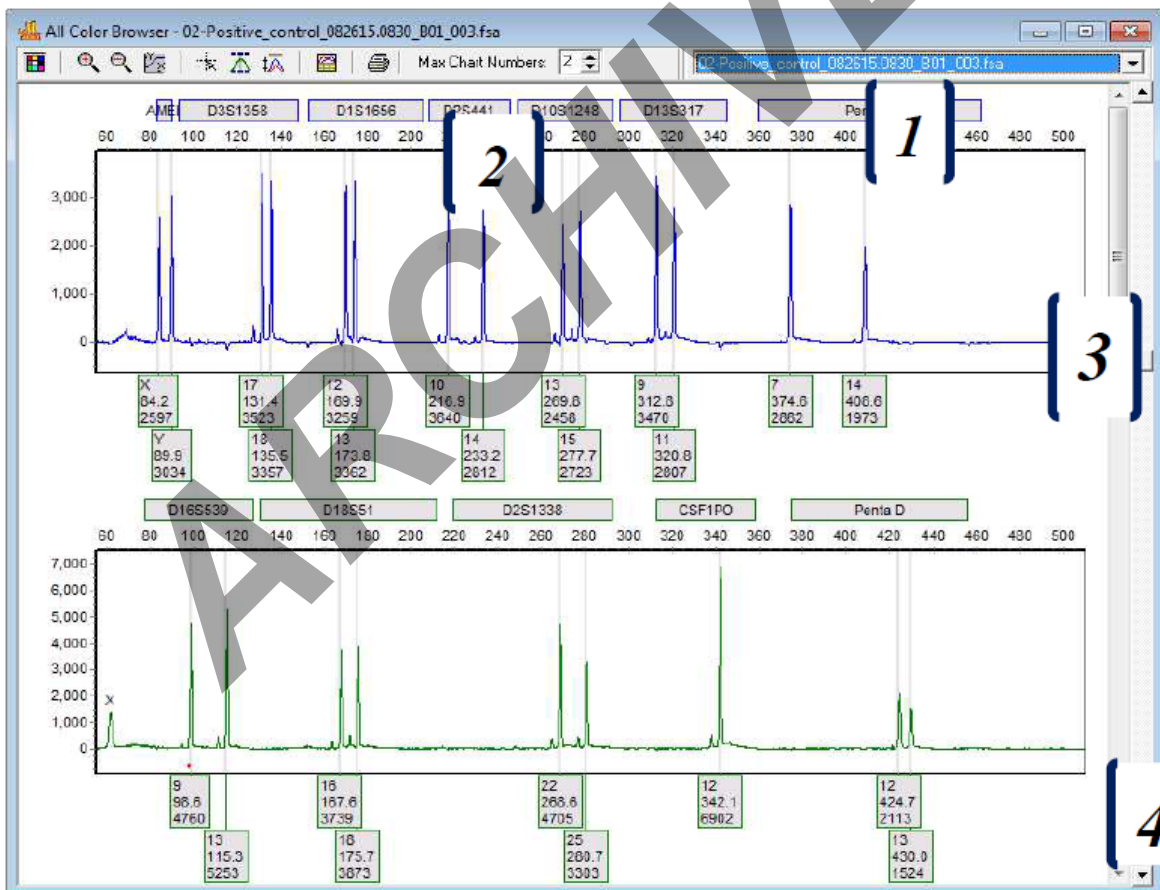 All Color Browser - 02-Positive_control_082615.0830_B01_003.fsa
Max Chart Numbers: 2
02-Positive_control_082615.0830_B01_003.fsa
D3S1358 D1S1656 D2S441 D10S1248 D13S317
60 80 100 120 140 160 180 200 260 280 300 320 340 360 380 400 460 480 500
1
2
3,000
2,000
1,000
0
3
X 17 12 10 13 9 7 14
84.2 131.4 169.9 216.9 269.8 312.8 374.6 408.6
2597 3523 3259 3640 2456 3470 2862 1973
Y 18 13 14 15 11
89.9 135.5 173.8 233.2 277.7 320.8
3034 3357 3362 2812 2723 2807
D16S539 D18S51 D2S1338 CSF1PO Penta D
60 80 100 120 140 160 180 200 220 240 260 280 300 320 340 360 380 400 420 440 460 480 500
7,000
6,000
5,000
4,000
3,000
2,000
X
1,000
0
9 16 22 12 12
98.6 167.6 268.6 342.1 424.7
4760 3739 4705 6902 2113
4
13 18 25 13
115.3 175.7 280.7 430.0
5253 3873 3303 1524